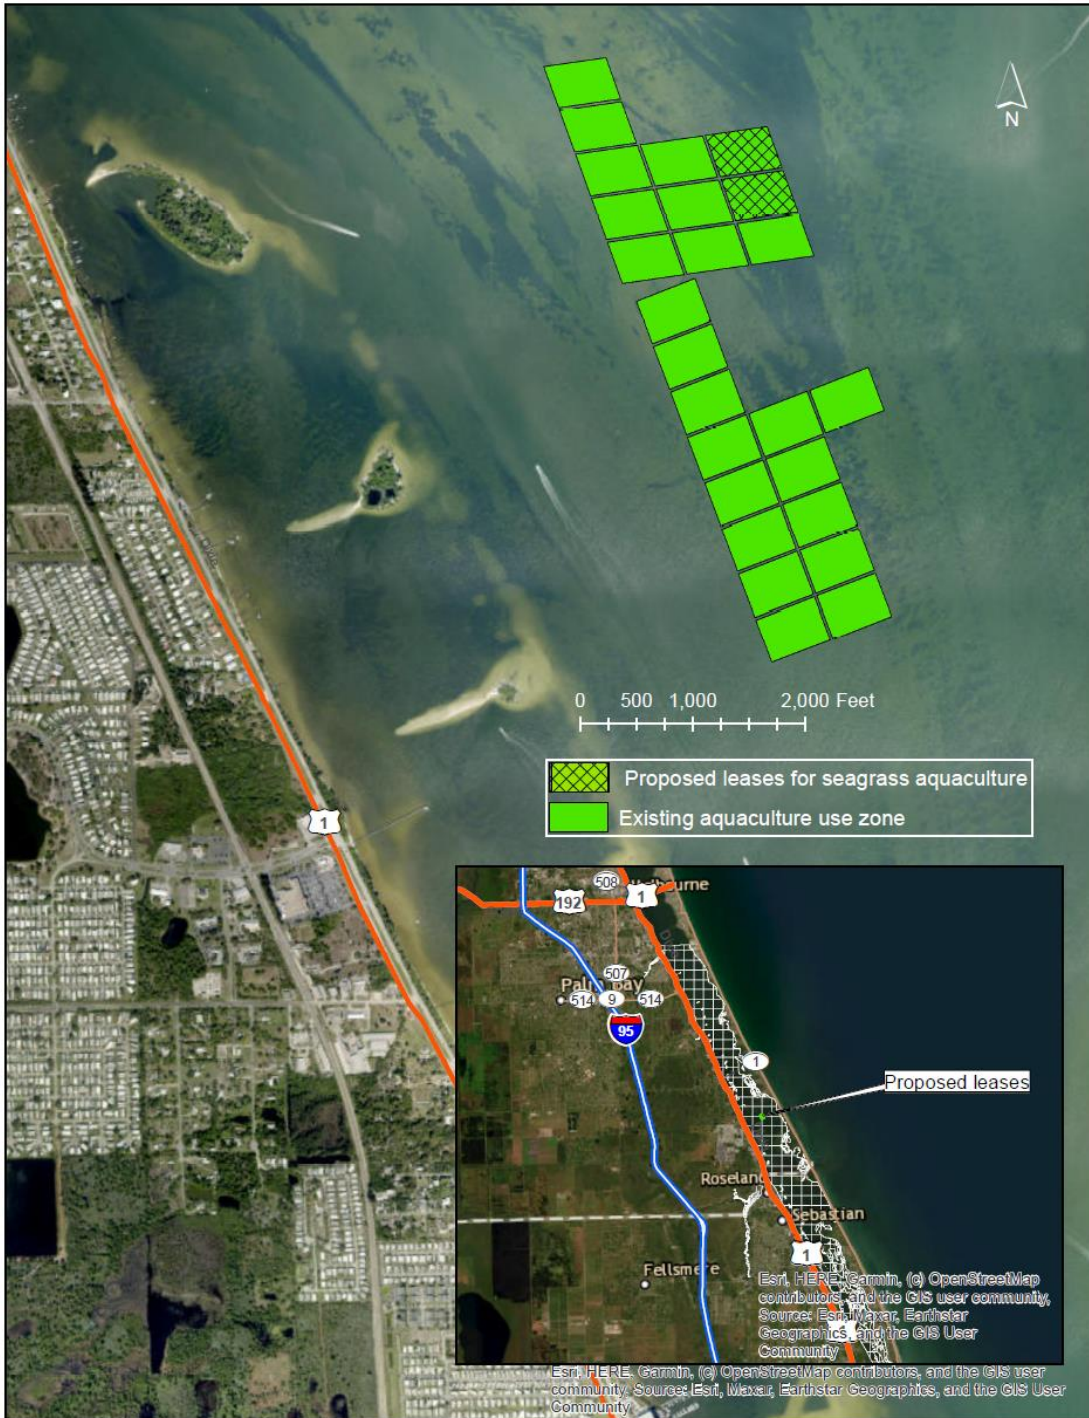 N
0 500 1,000 2,000 Feet
Proposed leases for seagrass aquaculture
Existing aquaculture use zone
1
508
192
1
507
Palm Bay
514
9
514
95
1
Proposed leases
Roseland
Sebastian
1
Fellsmere
Esri, HERE, Garmin, (c) OpenStreetMap
contributors, and the GIS user community,
Source: Esri, Maxar, Earthstar
Geographics, and the GIS User
Community
Esri, HERE, Garmin, (c) OpenStreetMap contributors, and the GIS user
community, Source: Esri, Maxar, Earthstar Geographics, and the GIS User
Community